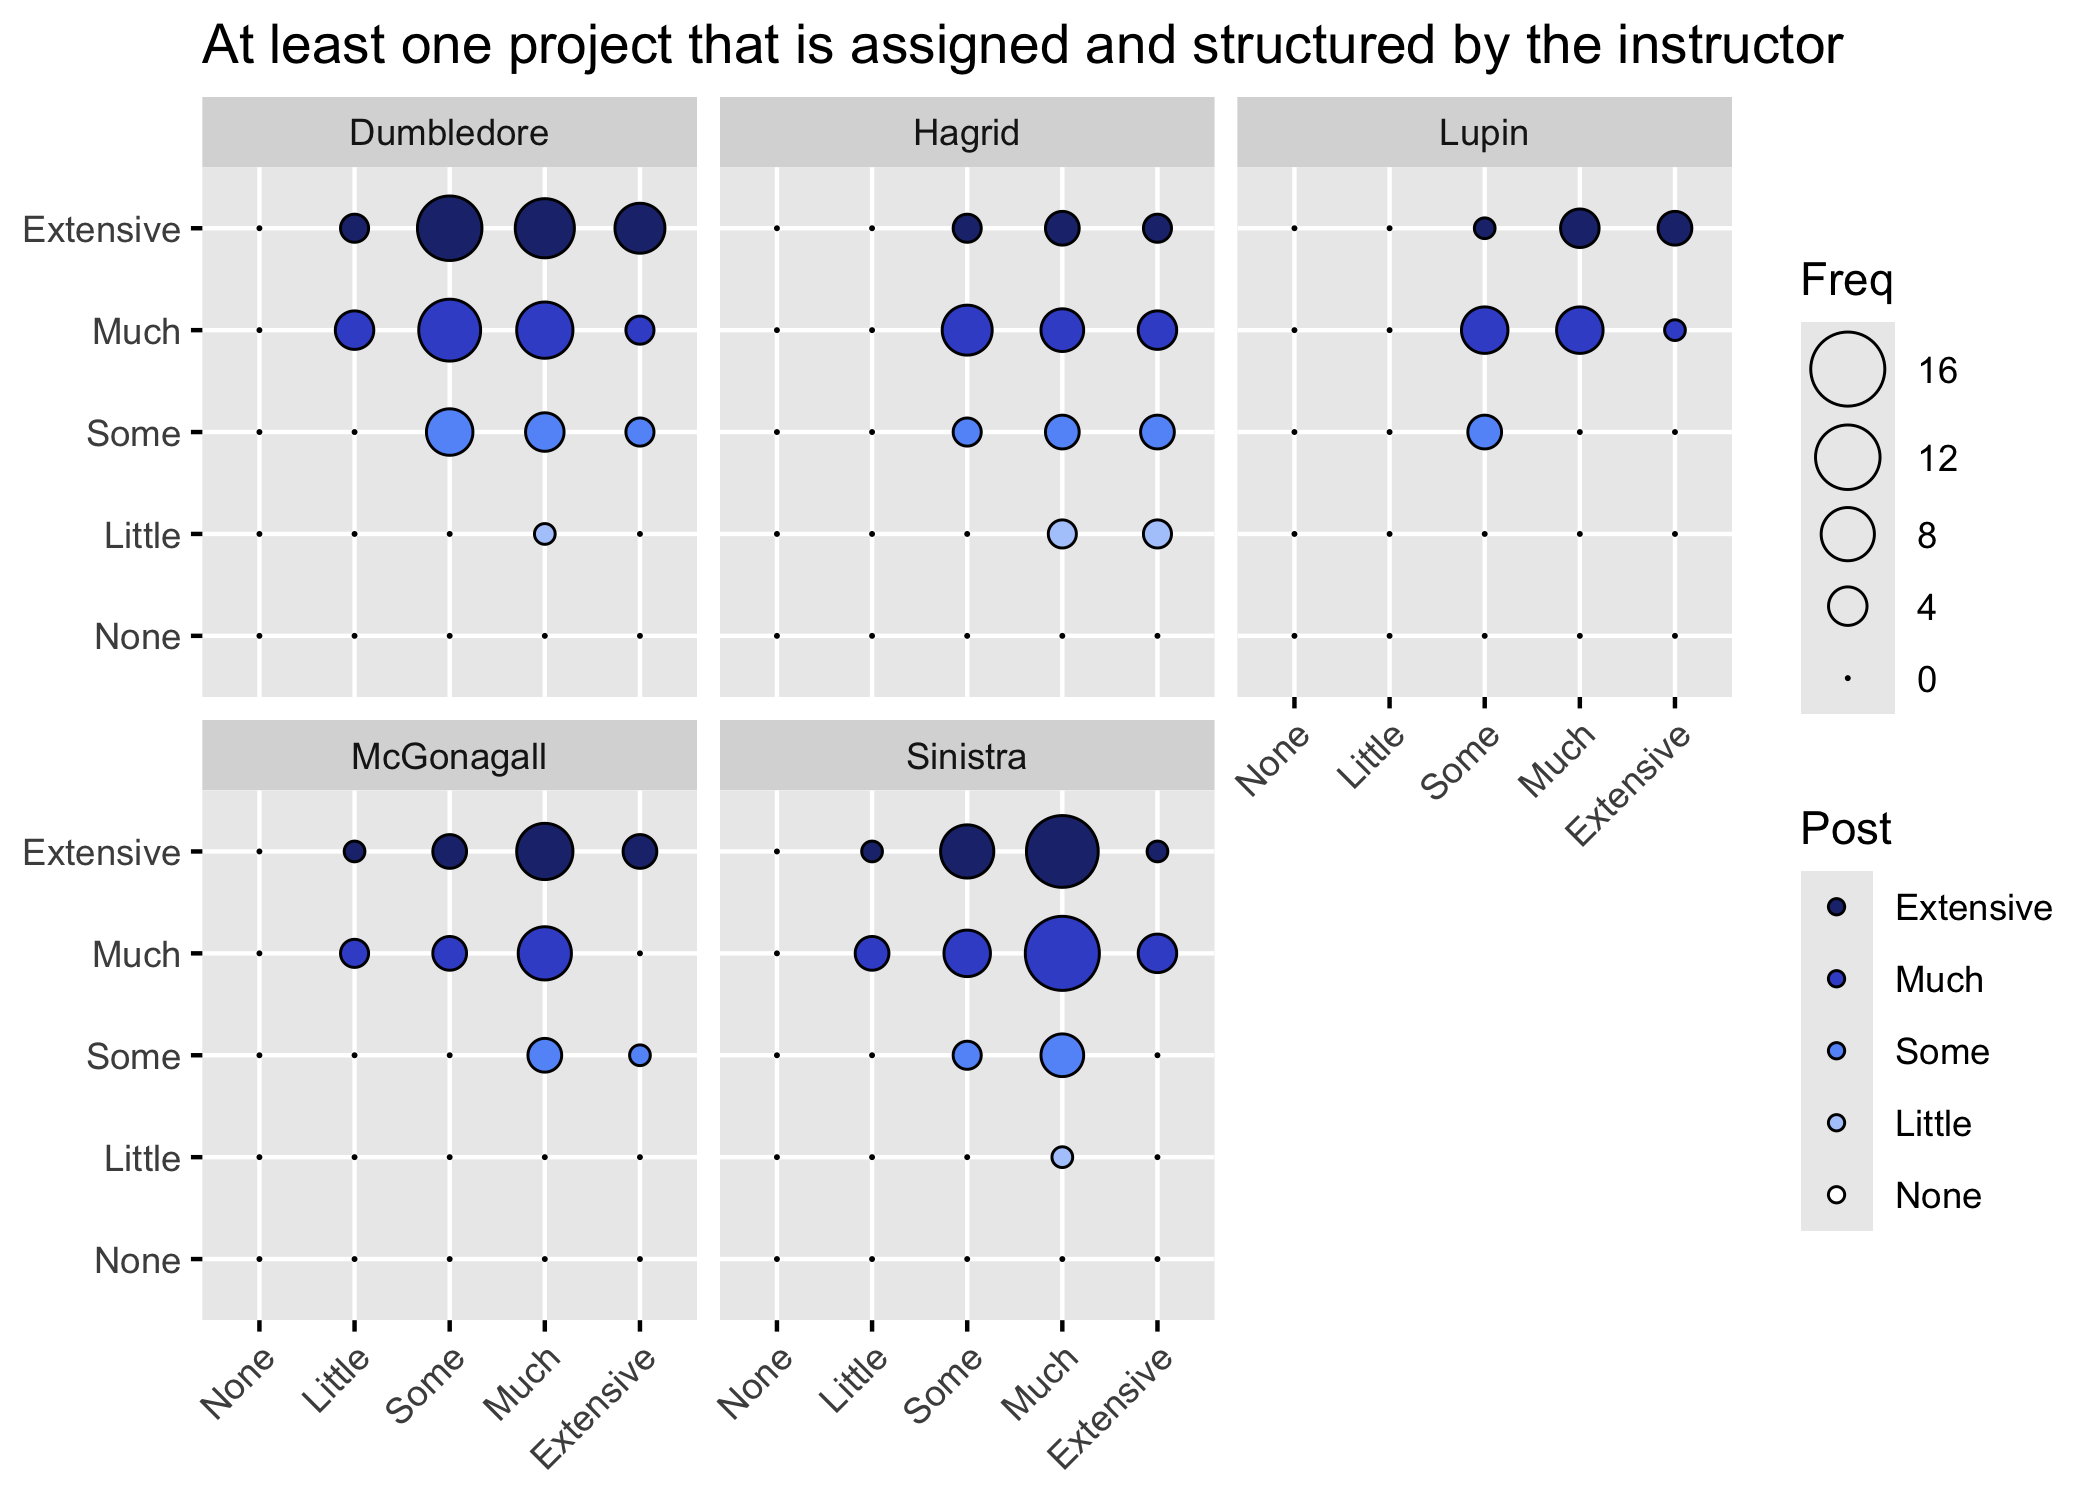 At least one project that is assigned and structured by the instructor
Dumbledore
Hagrid
Lupin
Extensive
Much
Some
Little
None
None
Little
Some
Much
Extensive
McGonagall
Sinistra
Extensive
Much
Some
Little
None
None
Little
Some
Much
Extensive
None
Little
Some
Much
Extensive
Freq
16
12
8
4
0
Post
Extensive
Much
Some
Little
None